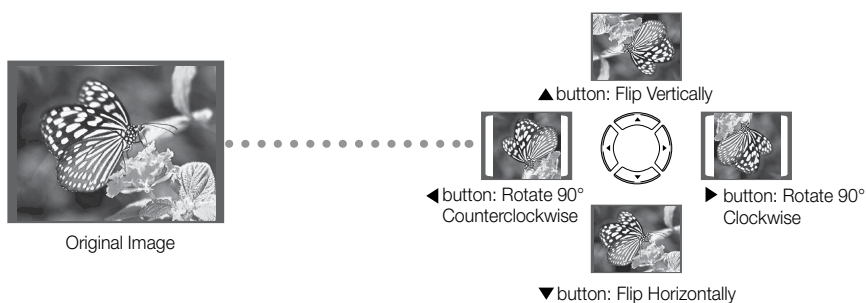 ▲ button: Flip Vertically
◀ button: Rotate 90°
Counterclockwise
▶ button: Rotate 90°
Clockwise
Original Image
▼ button: Flip Horizontally